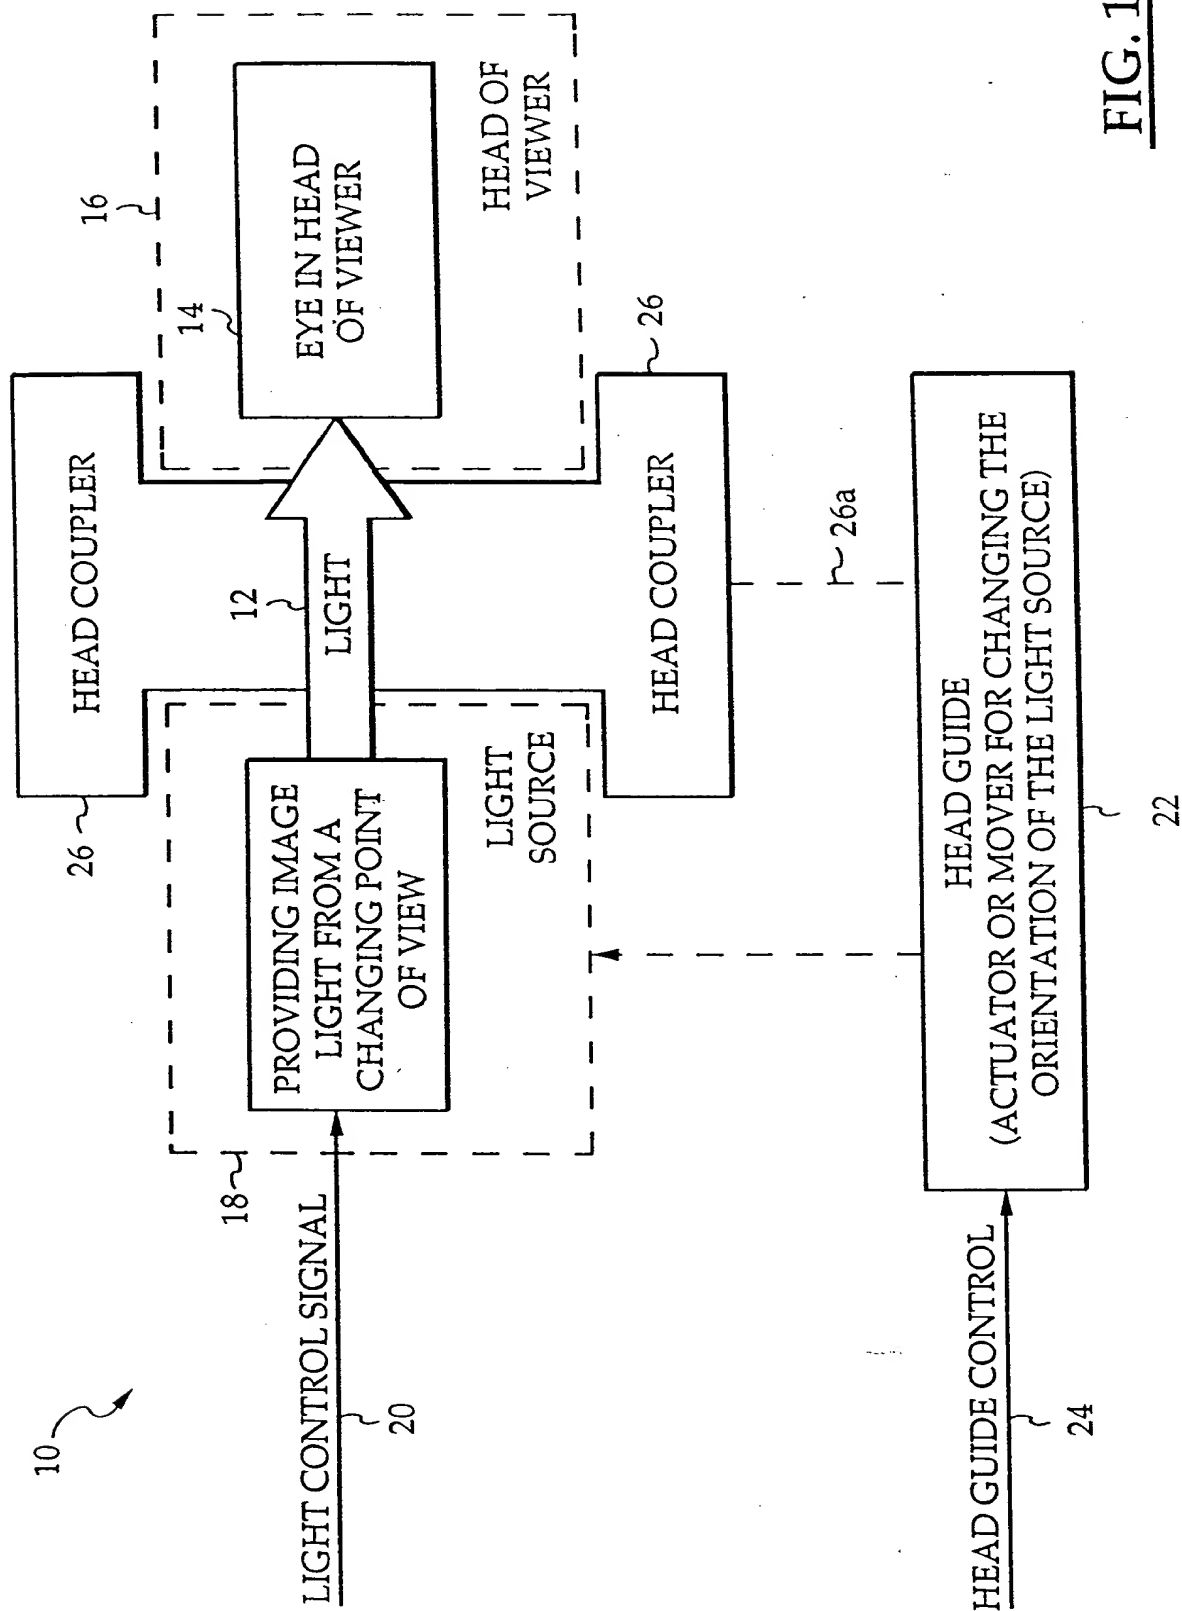 10
LIGHT CONTROL SIGNAL
20
18
PROVIDING IMAGE
LIGHT FROM A
CHANGING POINT
OF VIEW
LIGHT
SOURCE
26
HEAD COUPLER
12
LIGHT
HEAD COUPLER
26
26a
14
EYE IN HEAD
OF VIEWER
16
HEAD OF
VIEWER
HEAD GUIDE CONTROL
24
HEAD GUIDE
(ACTUATOR OR MOVER FOR CHANGING THE
ORIENTATION OF THE LIGHT SOURCE)
22
FIG. 1